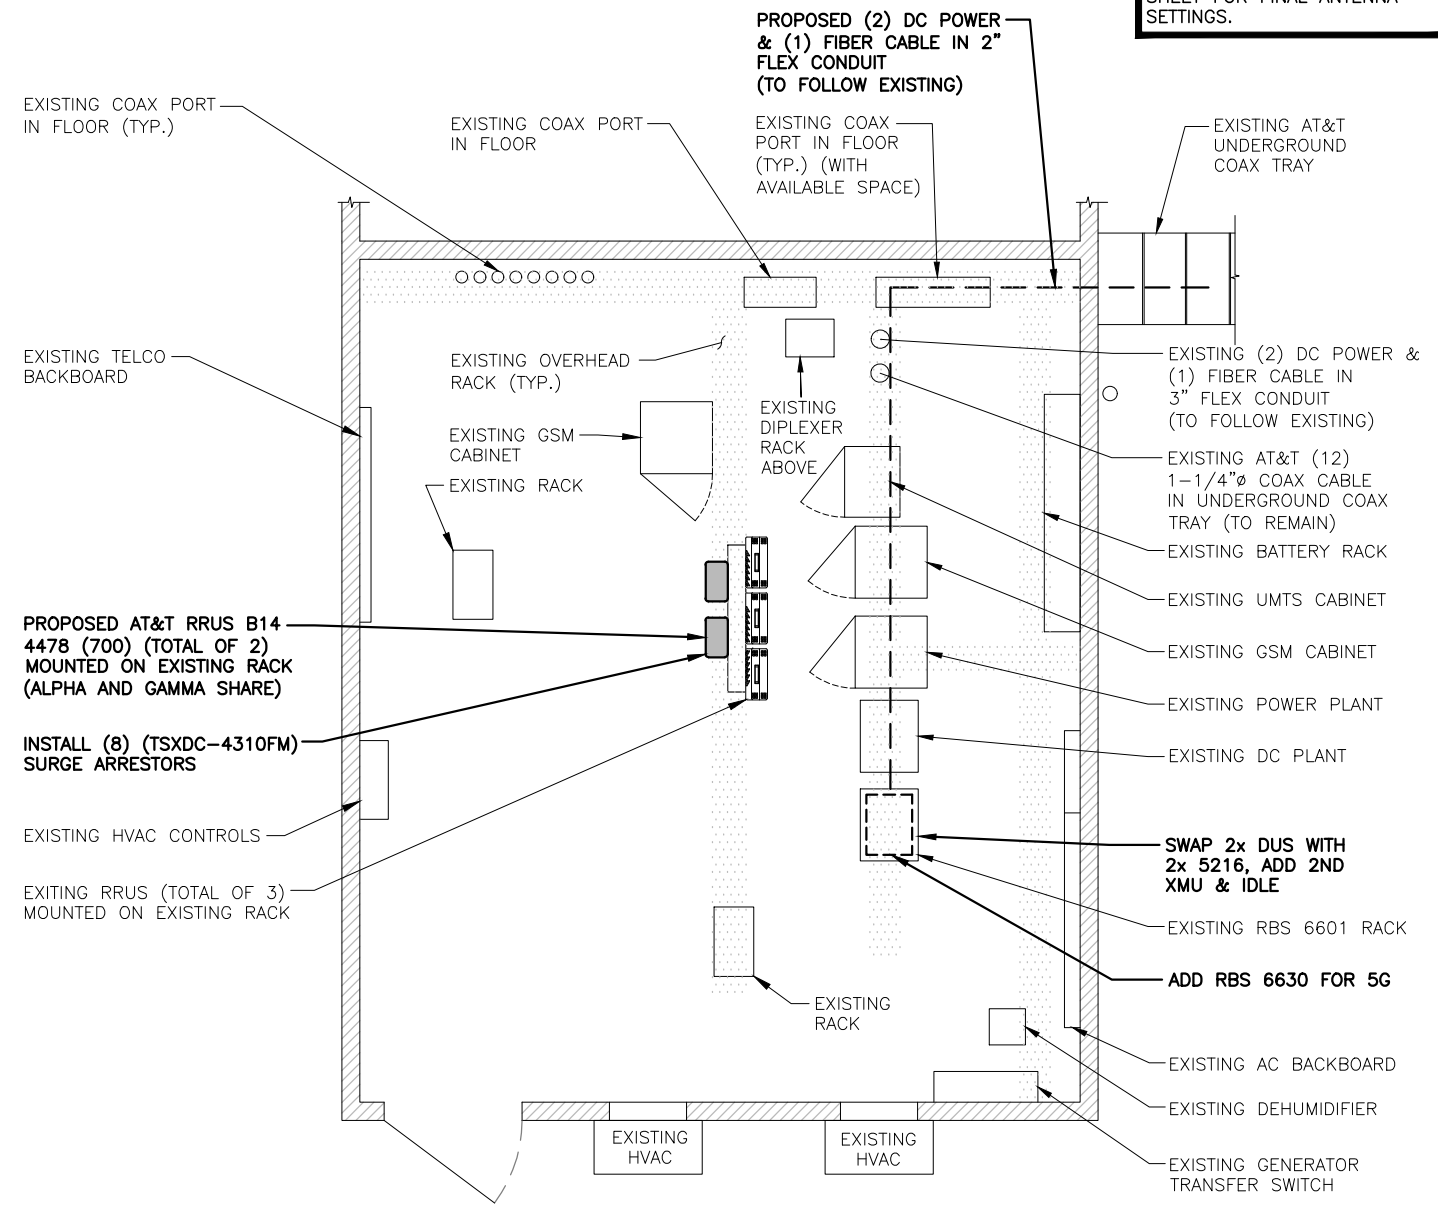 SETTINGS.
PROPOSED (2) DC POWER
& (1) FIBER CABLE IN 2"
FLEX CONDUIT
(TO FOLLOW EXISTING)
EXISTING COAX PORT
IN FLOOR (TYP.)
EXISTING COAX PORT
IN FLOOR
EXISTING COAX
PORT IN FLOOR
(TYP.) (WITH
AVAILABLE SPACE)
EXISTING AT&T
UNDERGROUND
COAX TRAY
EXISTING TELCO
BACKBOARD
EXISTING OVERHEAD
RACK (TYP.)
EXISTING
DIPLEXER
RACK
ABOVE
EXISTING (2) DC POWER &
(1) FIBER CABLE IN
3" FLEX CONDUIT
(TO FOLLOW EXISTING)
EXISTING GSM
CABINET
EXISTING RACK
EXISTING AT&T (12)
1-1/4"ø COAX CABLE
IN UNDERGROUND COAX
TRAY (TO REMAIN)
EXISTING BATTERY RACK
EXISTING UMTS CABINET
EXISTING GSM CABINET
EXISTING POWER PLANT
EXISTING DC PLANT
PROPOSED AT&T RRUS B14
4478 (700) (TOTAL OF 2)
MOUNTED ON EXISTING RACK
(ALPHA AND GAMMA SHARE)
INSTALL (8) (TSXDC-4310FM)
SURGE ARRESTORS
EXISTING HVAC CONTROLS
EXITING RRUS (TOTAL OF 3)
MOUNTED ON EXISTING RACK
SWAP 2x DUS WITH
2x 5216, ADD 2ND
XMU & IDLE
EXISTING RBS 6601 RACK
ADD RBS 6630 FOR 5G
EXISTING
RACK
EXISTING AC BACKBOARD
EXISTING DEHUMIDIFIER
EXISTING GENERATOR
TRANSFER SWITCH
EXISTING
HVAC
EXISTING
HVAC